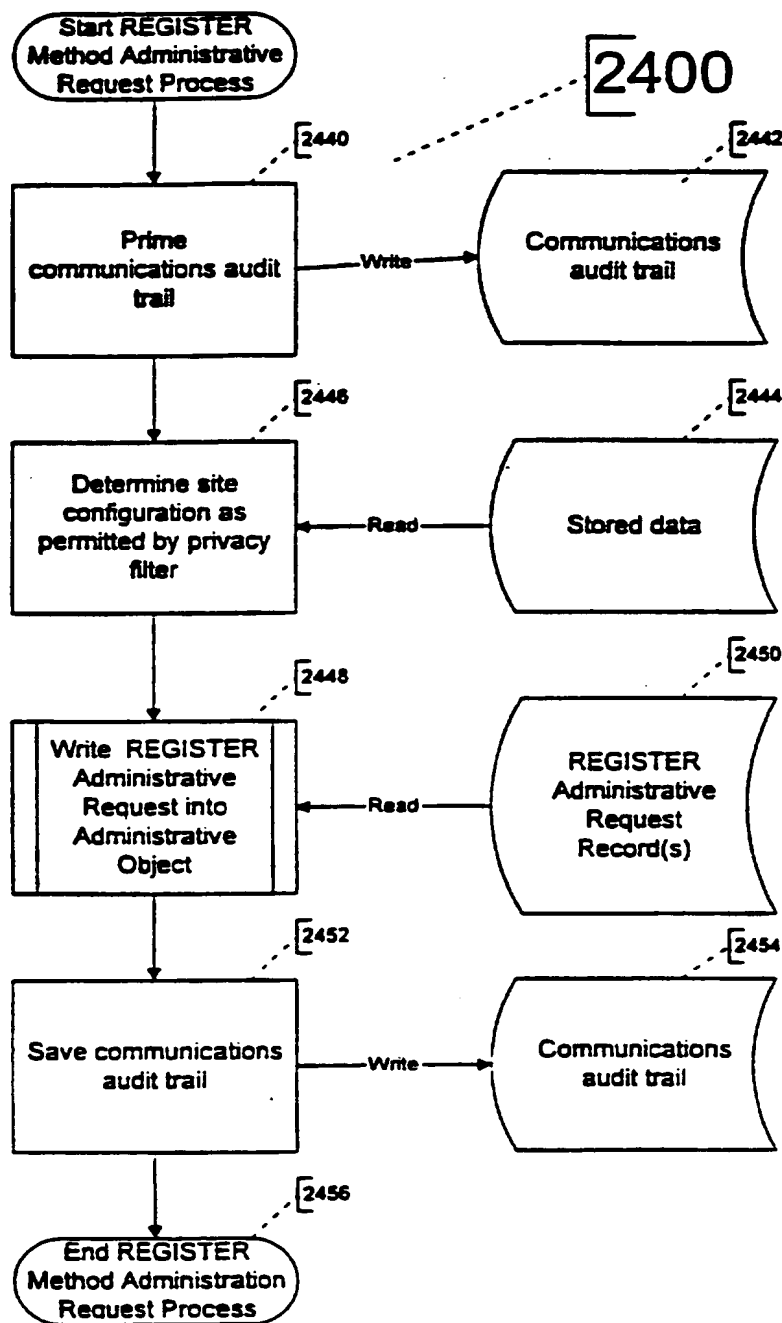 Start REGISTER
Method Administrative
Request Process
2400
2440
2442
Prime
communications audit
trail
Write
Communications
audit trail
2446
2444
Determine site
configuration as
permitted by privacy
filter
Read
Stored data
2448
2450
Write REGISTER
Administrative
Request into
Administrative
Object
Read
REGISTER
Administrative
Request
Record(s)
2452
2454
Save communications
audit trail
Write
Communications
audit trail
2456
End REGISTER
Method Administration
Request Process